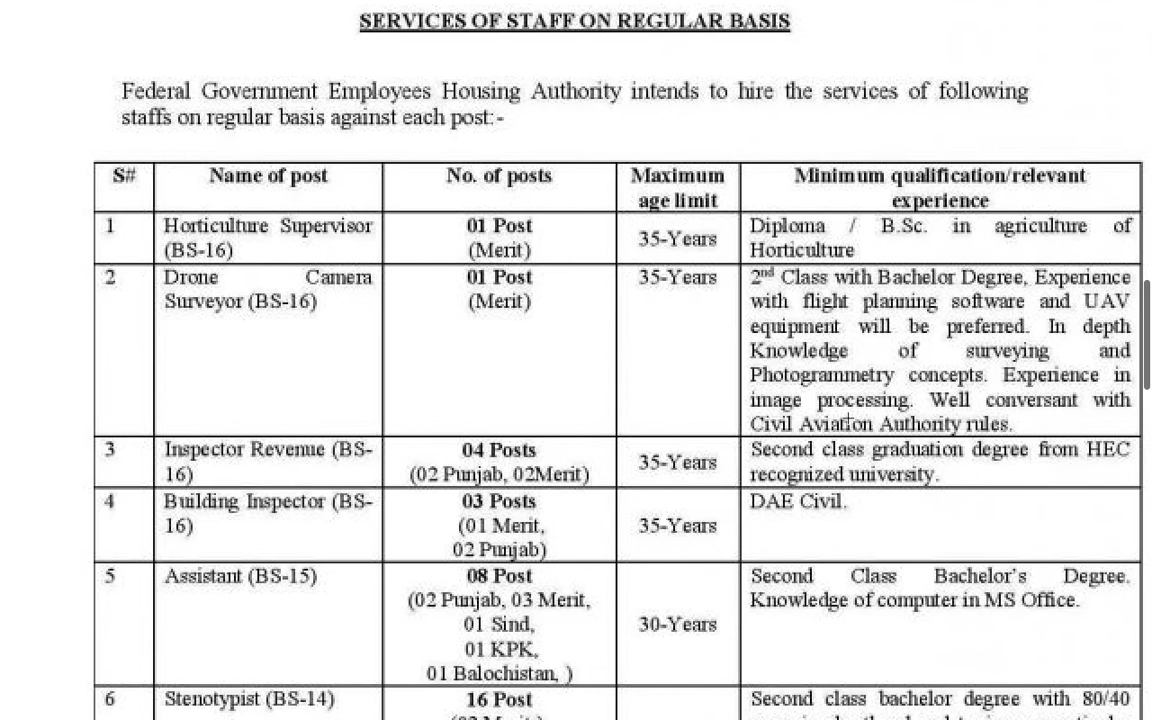 SERVICES OF STAFF ON REGULAR BASIS
Federal Government Employees Housing Authority intends to hire the services of following
staffs on regular basis against each post:-
S# Name of post No. of posts Maximum age limit Minimum qualification/relevant experience
1 Horticulture Supervisor (BS-16)
01 Post
(Merit)
35-Years
Diploma / B.Sc. in agriculture of
Horticulture
2 Drone Camera
Surveyor (BS-16)
01 Post
(Merit)
35-Years
2nd Class with Bachelor Degree, Experience
with flight planning software and UAV
equipment will be preferred. In depth
Knowledge of surveying and
Photogrammetry concepts. Experience in
image processing. Well conversant with
Civil Aviation Authority rules.
3 Inspector Revenue (BS-
16)
04 Posts
(02 Punjab, 02Merit)
35-Years
Second class graduation degree from HEC
recognized university.
4 Building Inspector (BS-
16)
03 Posts
(01 Merit,
02 Punjab)
35-Years
DAE Civil.
5 Assistant (BS-15)
08 Post
(02 Punjab, 03 Merit,
01 Sind,
01 KPK,
01 Balochistan, )
30-Years
Second Class Bachelor's Degree.
Knowledge of computer in MS Office.
6 Stenotypist (BS-14)
16 Post
Second class bachelor degree with 80/40